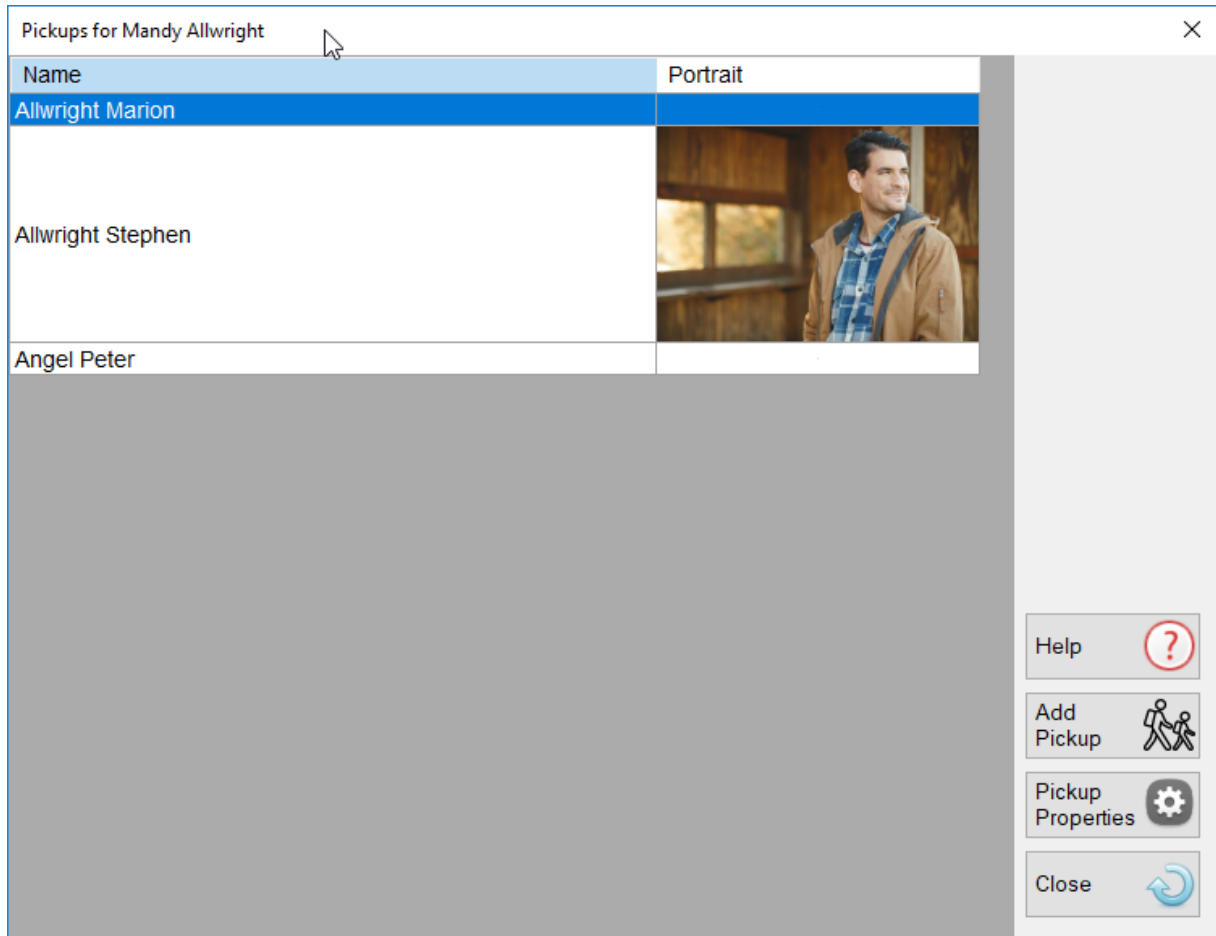 Pickups for Mandy Allwright
Name Portrait
Allwright Marion
Allwright Stephen
Angel Peter
Help ?
Add
Pickup
Pickup
Properties
Close